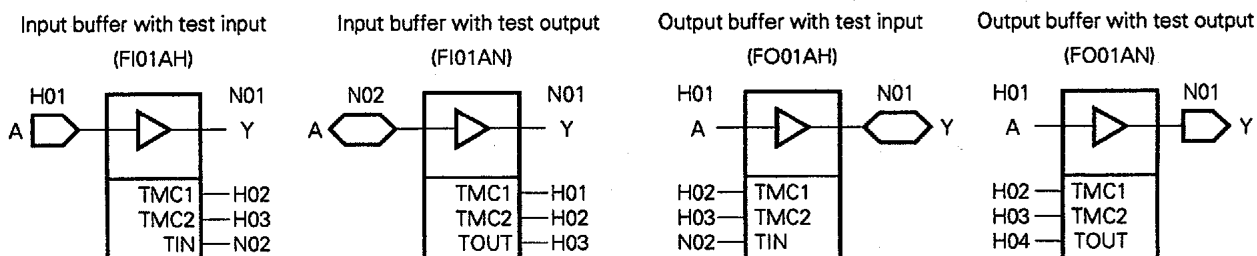 Input buffer with test input
(FI01AH)
H01
N01
A
Y
TMC1
H02
TMC2
H03
TIN
N02
Input buffer with test output
(FI01AN)
N02
N01
A
Y
TMC1
H01
TMC2
H02
TOUT
H03
Output buffer with test input
(FO01AH)
H01
N01
A
Y
H02
TMC1
H03
TMC2
N02
TIN
Output buffer with test output
(FO01AN)
H01
N01
A
Y
H02
TMC1
H03
TMC2
H04
TOUT